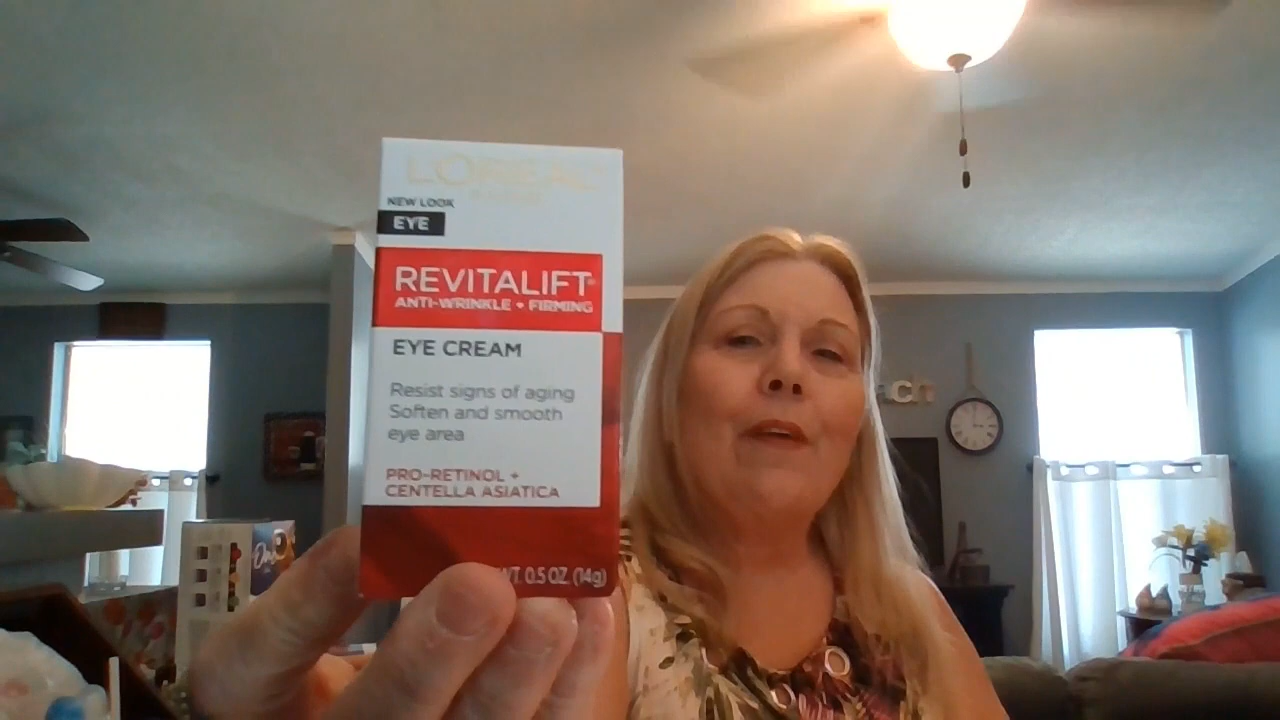 L'ORÉAL
NEW LOOK
EYE
REVITALIFT®
ANTI-WRINKLE + FIRMING
EYE CREAM
Resist signs of aging
Soften and smooth
eye area
PRO-RETINOL +
CENTELLA ASIATICA
WT. 0.5 OZ. (14g)
ch